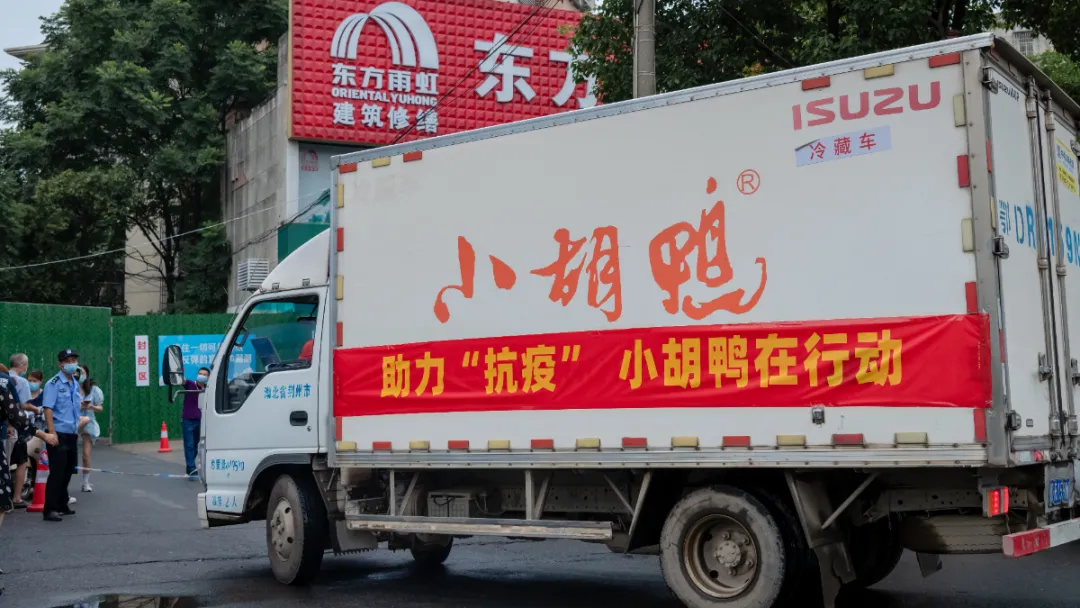 东方雨虹
ORIENTAL YUHONG
建筑修缮
东方
ISUZU
冷藏车
小胡鸭®
助力“抗疫” 小胡鸭在行动
封控区
湖北省荆州市